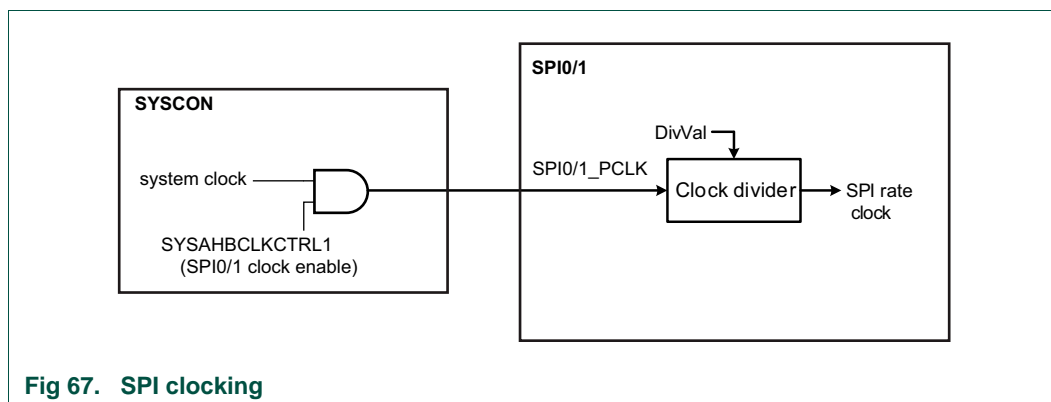 SYSCON
system clock
SYSAHBCLKCTRL1
(SPI0/1 clock enable)
SPI0/1
DivVal
SPI0/1_PCLK
Clock divider
SPI rate
clock
Fig 67. SPI clocking